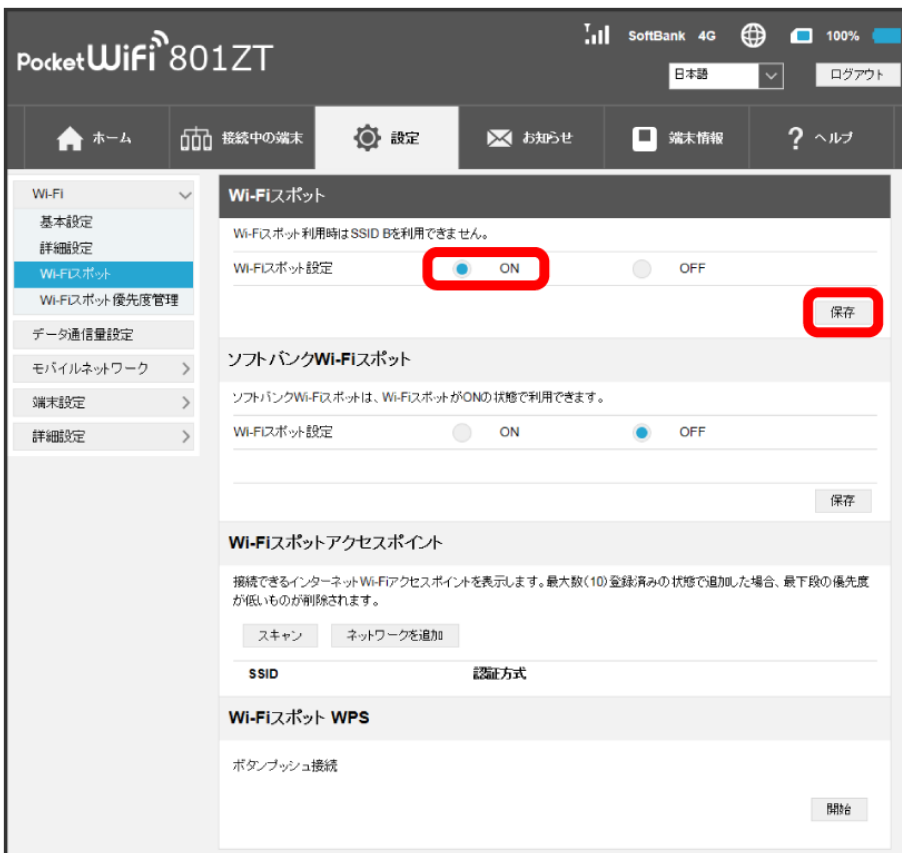 PocketWiFi 801ZT
SoftBank 4G 100%
日本語 ログアウト
ホーム 接続中の端末 設定 お知らせ 端末情報 ? ヘルプ
Wi-Fi
基本設定
詳細設定
Wi-Fiスポット
Wi-Fiスポット優先度管理
データ通信量設定
モバイルネットワーク
端末設定
詳細設定
Wi-Fiスポット
Wi-Fiスポット利用時はSSID Bを利用できません。
Wi-Fiスポット設定 ON OFF
保存
ソフトバンクWi-Fiスポット
ソフトバンクWi-Fiスポットは、Wi-FiスポットがONの状態で利用できます。
Wi-Fiスポット設定 ON OFF
保存
Wi-Fiスポットアクセスポイント
接続できるインターネットWi-Fiアクセスポイントを表示します。最大数(10)登録済みの状態で追加した場合、最下段の優先度
が低いものが削除されます。
スキャン ネットワークを追加
SSID 認証方式
Wi-Fiスポット WPS
ボタンプッシュ接続
開始